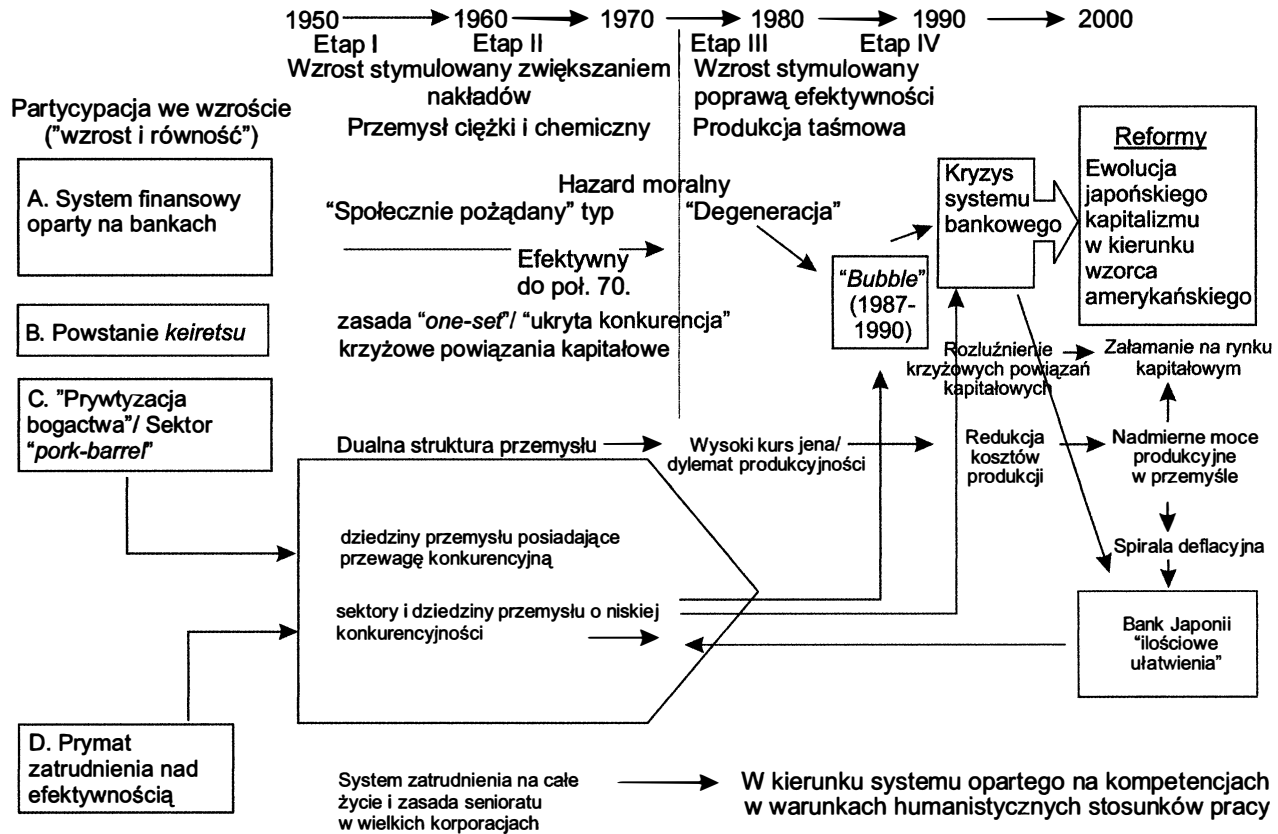 1950 1960 1970 1980 1990 2000
Etap I Etap II Etap III Etap IV
Wzrost stymulowany zwiększaniem
nakładów
Przemysł ciężki i chemiczny
Wzrost stymulowany
poprawą efektywności
Produkcja taśmowa
Partycypacja we wzroście
("wzrost i równość")
A. System finansowy
oparty na bankach
B. Powstanie keiretsu
C. "Prywtyzacja
bogactwa"/ Sektor
"pork-barrel"
D. Prymat
zatrudnienia nad
efektywnością
Hazard moralny
"Społecznie pożądany" typ
"Degeneracja"
Efektywny
do poł. 70.
zasada "one-set"/ "ukryta konkurencja"
krzyżowe powiązania kapitałowe
"Bubble"
(1987-
1990)
Kryzys
systemu
bankowego
Reformy
Ewolucja
japońskiego
kapitalizmu
w kierunku
wzorca
amerykańskiego
Rozluźnienie
krzyżowych powiązań
kapitałowych
Załamanie na rynku
kapitałowym
Dualna struktura przemysłu
Wysoki kurs jena/
dylemat produkcyjności
Redukcja
kosztów
produkcji
Nadmierne moce
produkcyjne
w przemyśle
dziedziny przemysłu posiadające
przewagę konkurencyjną
sektory i dziedziny przemysłu o niskiej
konkurencyjności
Spirala deflacyjna
Bank Japonii
"ilościowe
ułatwienia"
System zatrudnienia na całe
życie i zasada senioratu
w wielkich korporacjach
W kierunku systemu opartego na kompetencjach
w warunkach humanistycznych stosunków pracy